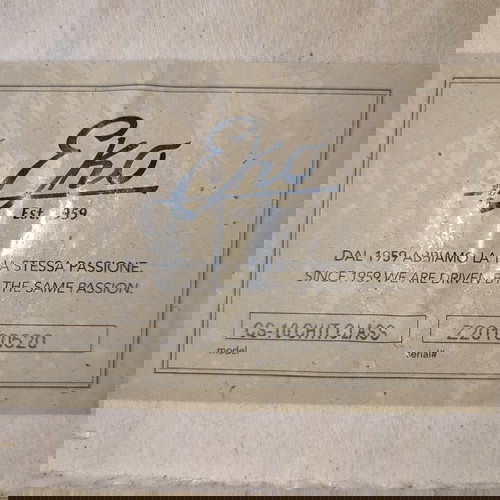 Eko
Est. 1959
DAL 1959 ABBIAMO LA STESSA PASSIONE.
SINCE 1959 WE ARE DRIVEN BY
THE SAME PASSION.
model
serial#